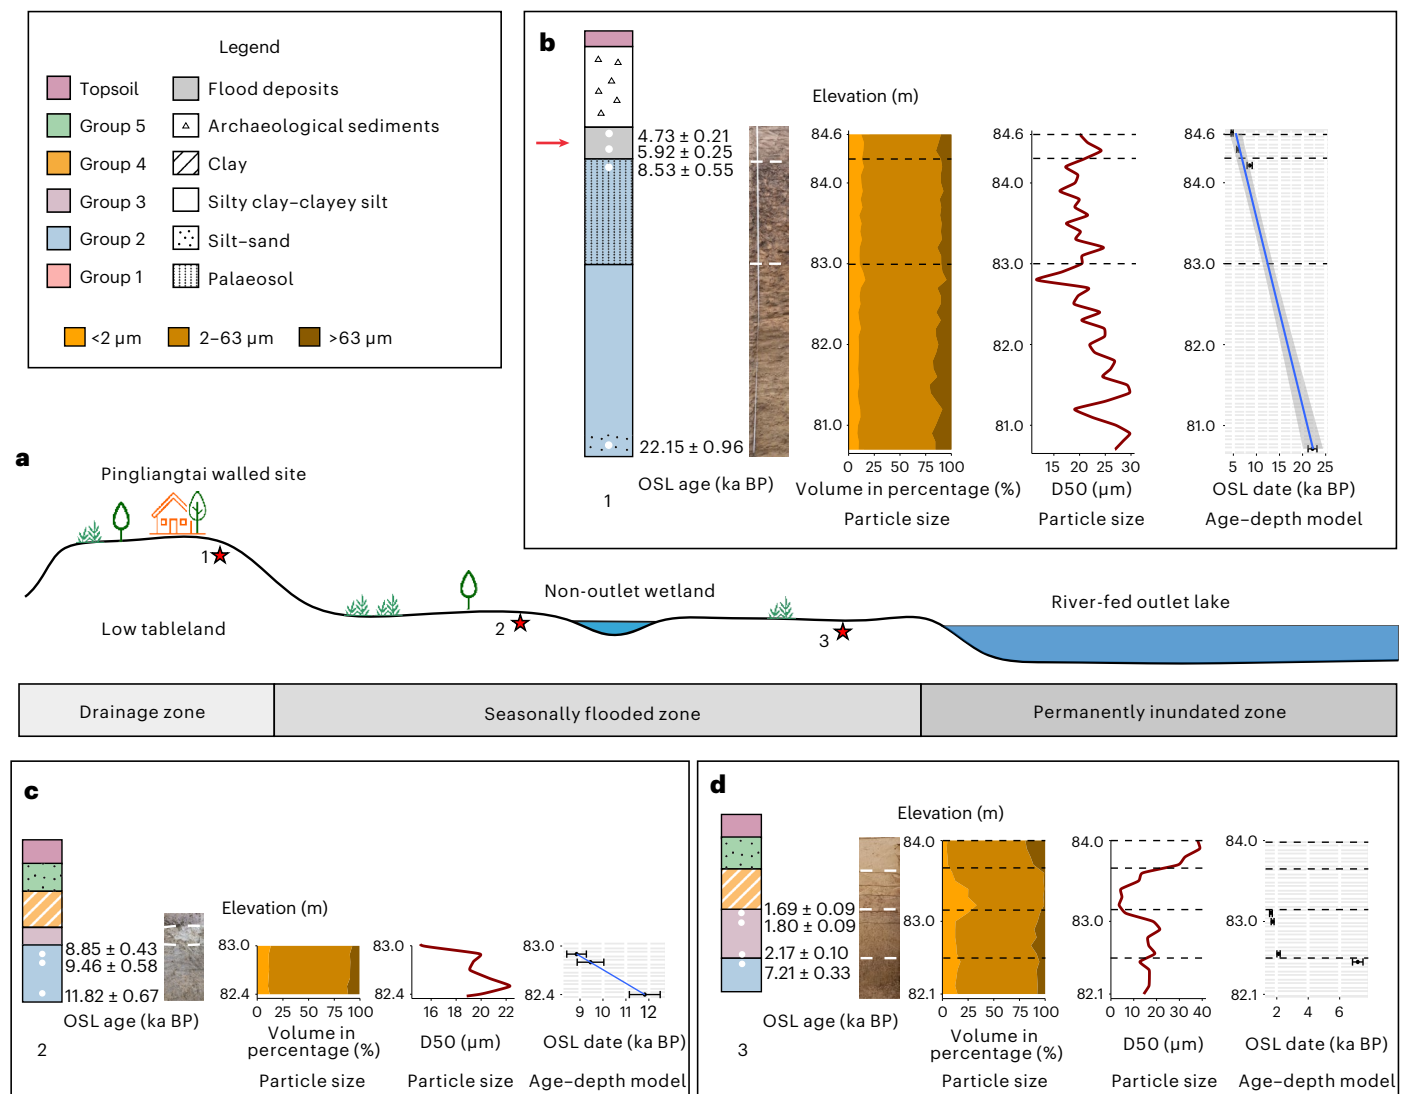 Legend
Topsoil
Group 5
Group 4
Group 3
Group 2
Group 1
Flood deposits
Archaeological sediments
Clay
Silty clay–clayey silt
Silt–sand
Palaeosol
<2 µm
2–63 µm
>63 µm
b
4.73 ± 0.21
5.92 ± 0.25
8.53 ± 0.55
22.15 ± 0.96
OSL age (ka BP)
1
Elevation (m)
84.6
84.0
83.0
82.0
81.0
0 25 50 75 100
Volume in percentage (%)
Particle size
84.6
84.0
83.0
82.0
81.0
15 20 25 30
D50 (µm)
Particle size
84.6
84.0
83.0
82.0
81.0
5 10 15 20 25
OSL date (ka BP)
Age–depth model
a
Pingliangtai walled site
1
Low tableland
2
Non-outlet wetland
3
River-fed outlet lake
Drainage zone
Seasonally flooded zone
Permanently inundated zone
c
8.85 ± 0.43
9.46 ± 0.58
11.82 ± 0.67
OSL age (ka BP)
2
Elevation (m)
83.0
82.4
0 25 50 75 100
Volume in
percentage (%)
Particle size
83.0
82.4
16 18 20 22
D50 (µm)
Particle size
83.0
82.4
9 10 11 12
OSL date (ka BP)
Age–depth model
d
1.69 ± 0.09
1.80 ± 0.09
2.17 ± 0.10
7.21 ± 0.33
OSL age (ka BP)
3
Elevation (m)
84.0
83.0
82.1
0 25 50 75 100
Volume in
percentage (%)
Particle size
84.0
83.0
82.1
0 10 20 30 40
D50 (µm)
Particle size
84.0
83.0
82.1
2 4 6
OSL date (ka BP)
Age–depth model